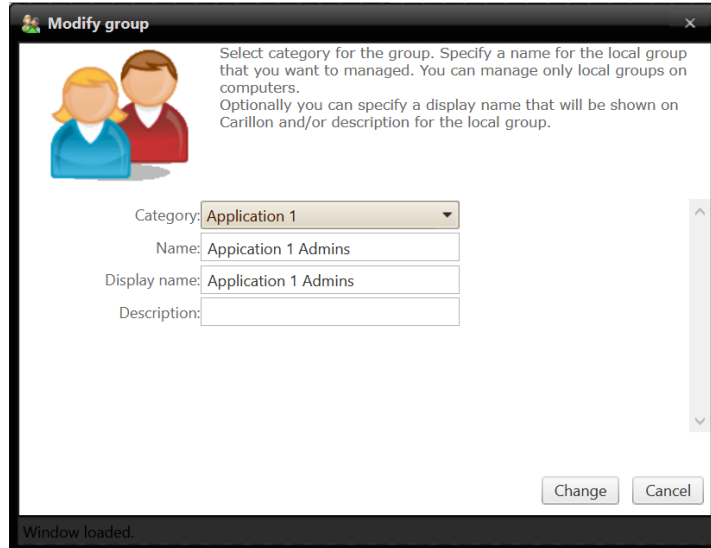 Modify group
Select category for the group. Specify a name for the local group
that you want to managed. You can manage only local groups on
computers.
Optionally you can specify a display name that will be shown on
Carillon and/or description for the local group.
Category: Application 1
Name: Appication 1 Admins
Display name: Application 1 Admins
Description:
Change Cancel
Window loaded.